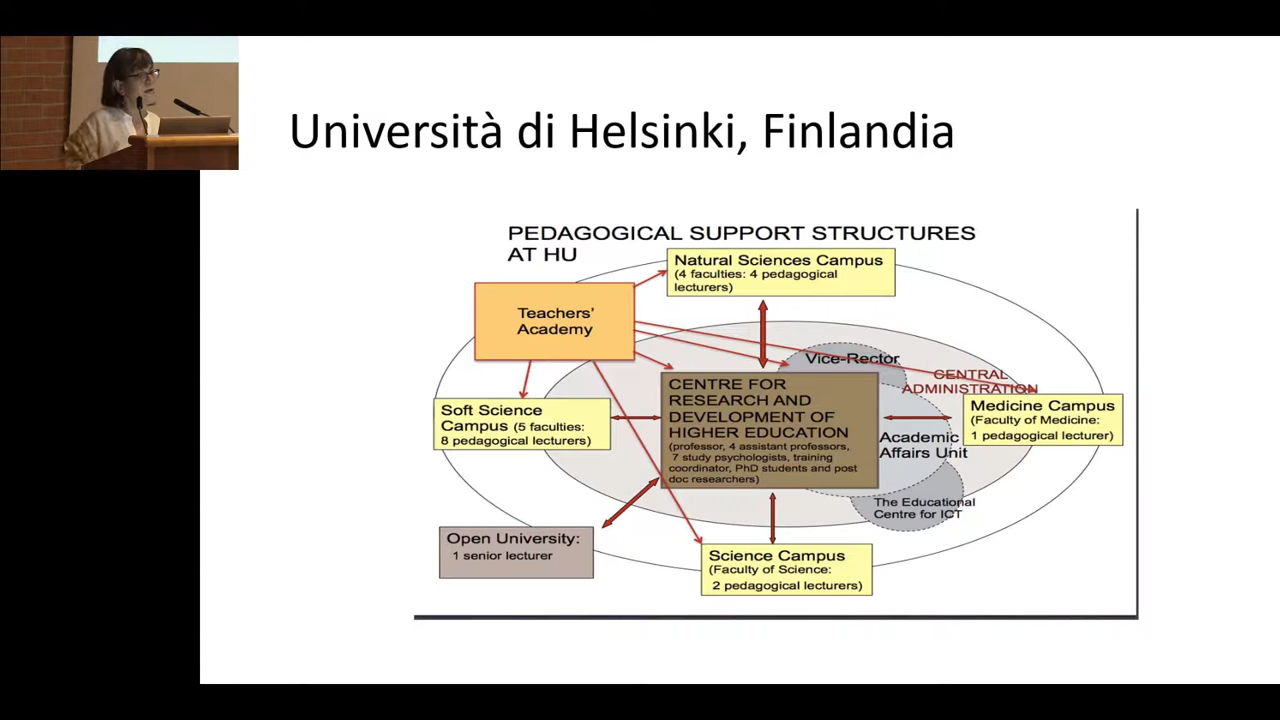 Università di Helsinki, Finlandia
PEDAGOGICAL SUPPORT STRUCTURES
AT HU
Natural Sciences Campus
(4 faculties: 4 pedagogical
lecturers)
Teachers'
Academy
Vice-Rector
CENTRAL
ADMINISTRATION
CENTRE FOR
RESEARCH AND
DEVELOPMENT OF
HIGHER EDUCATION
(professor, 4 assistant professors,
7 study psychologists, training
coordinator, PhD students and post
doc researchers)
Soft Science
Campus (5 faculties:
8 pedagogical lecturers)
Medicine Campus
(Faculty of Medicine:
1 pedagogical lecturer)
Academic
Affairs Unit
The Educational
Centre for ICT
Open University:
1 senior lecturer
Science Campus
(Faculty of Science:
2 pedagogical lecturers)